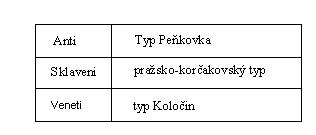 Anti Typ Peňkovka
Sklaveni pražsko-korčakovský typ
Veneti typ Koločin